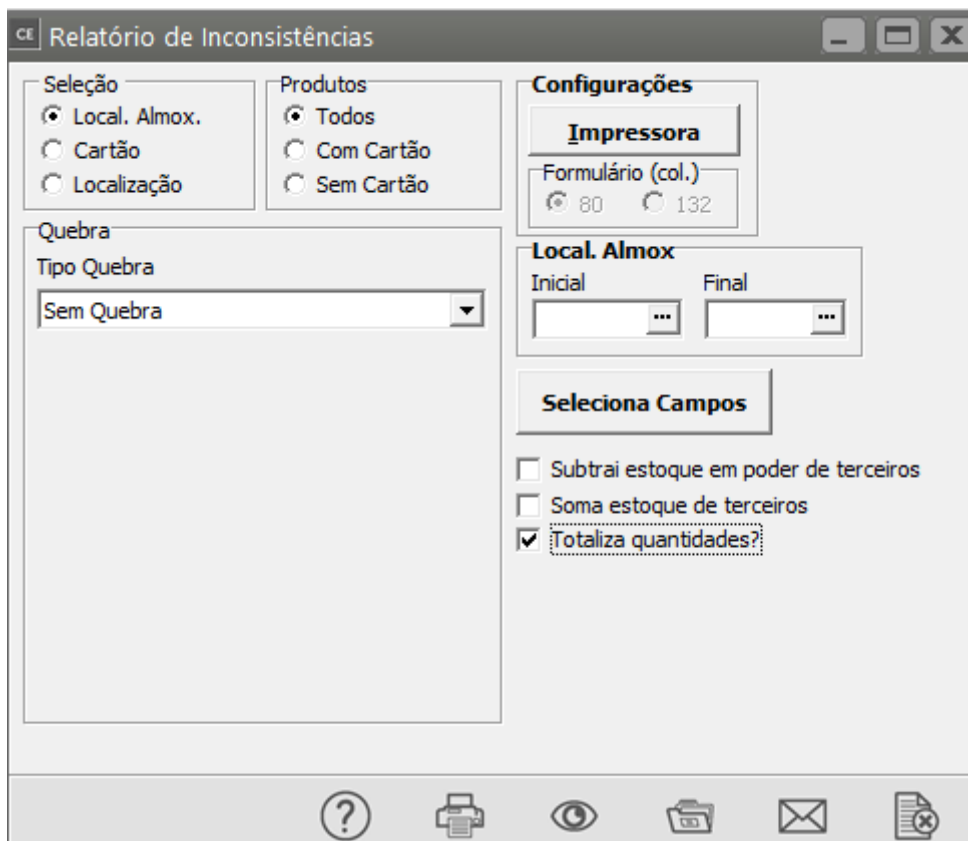 CE Relatório de Inconsistências
Seleção
Local. Almox.
Cartão
Localização
Produtos
Todos
Com Cartão
Sem Cartão
Configurações
Impressora
Formulário (col.)
80 132
Quebra
Tipo Quebra
Sem Quebra
Local. Almox
Inicial Final
... ...
Seleciona Campos
Subtrai estoque em poder de terceiros
Soma estoque de terceiros
Totaliza quantidades?